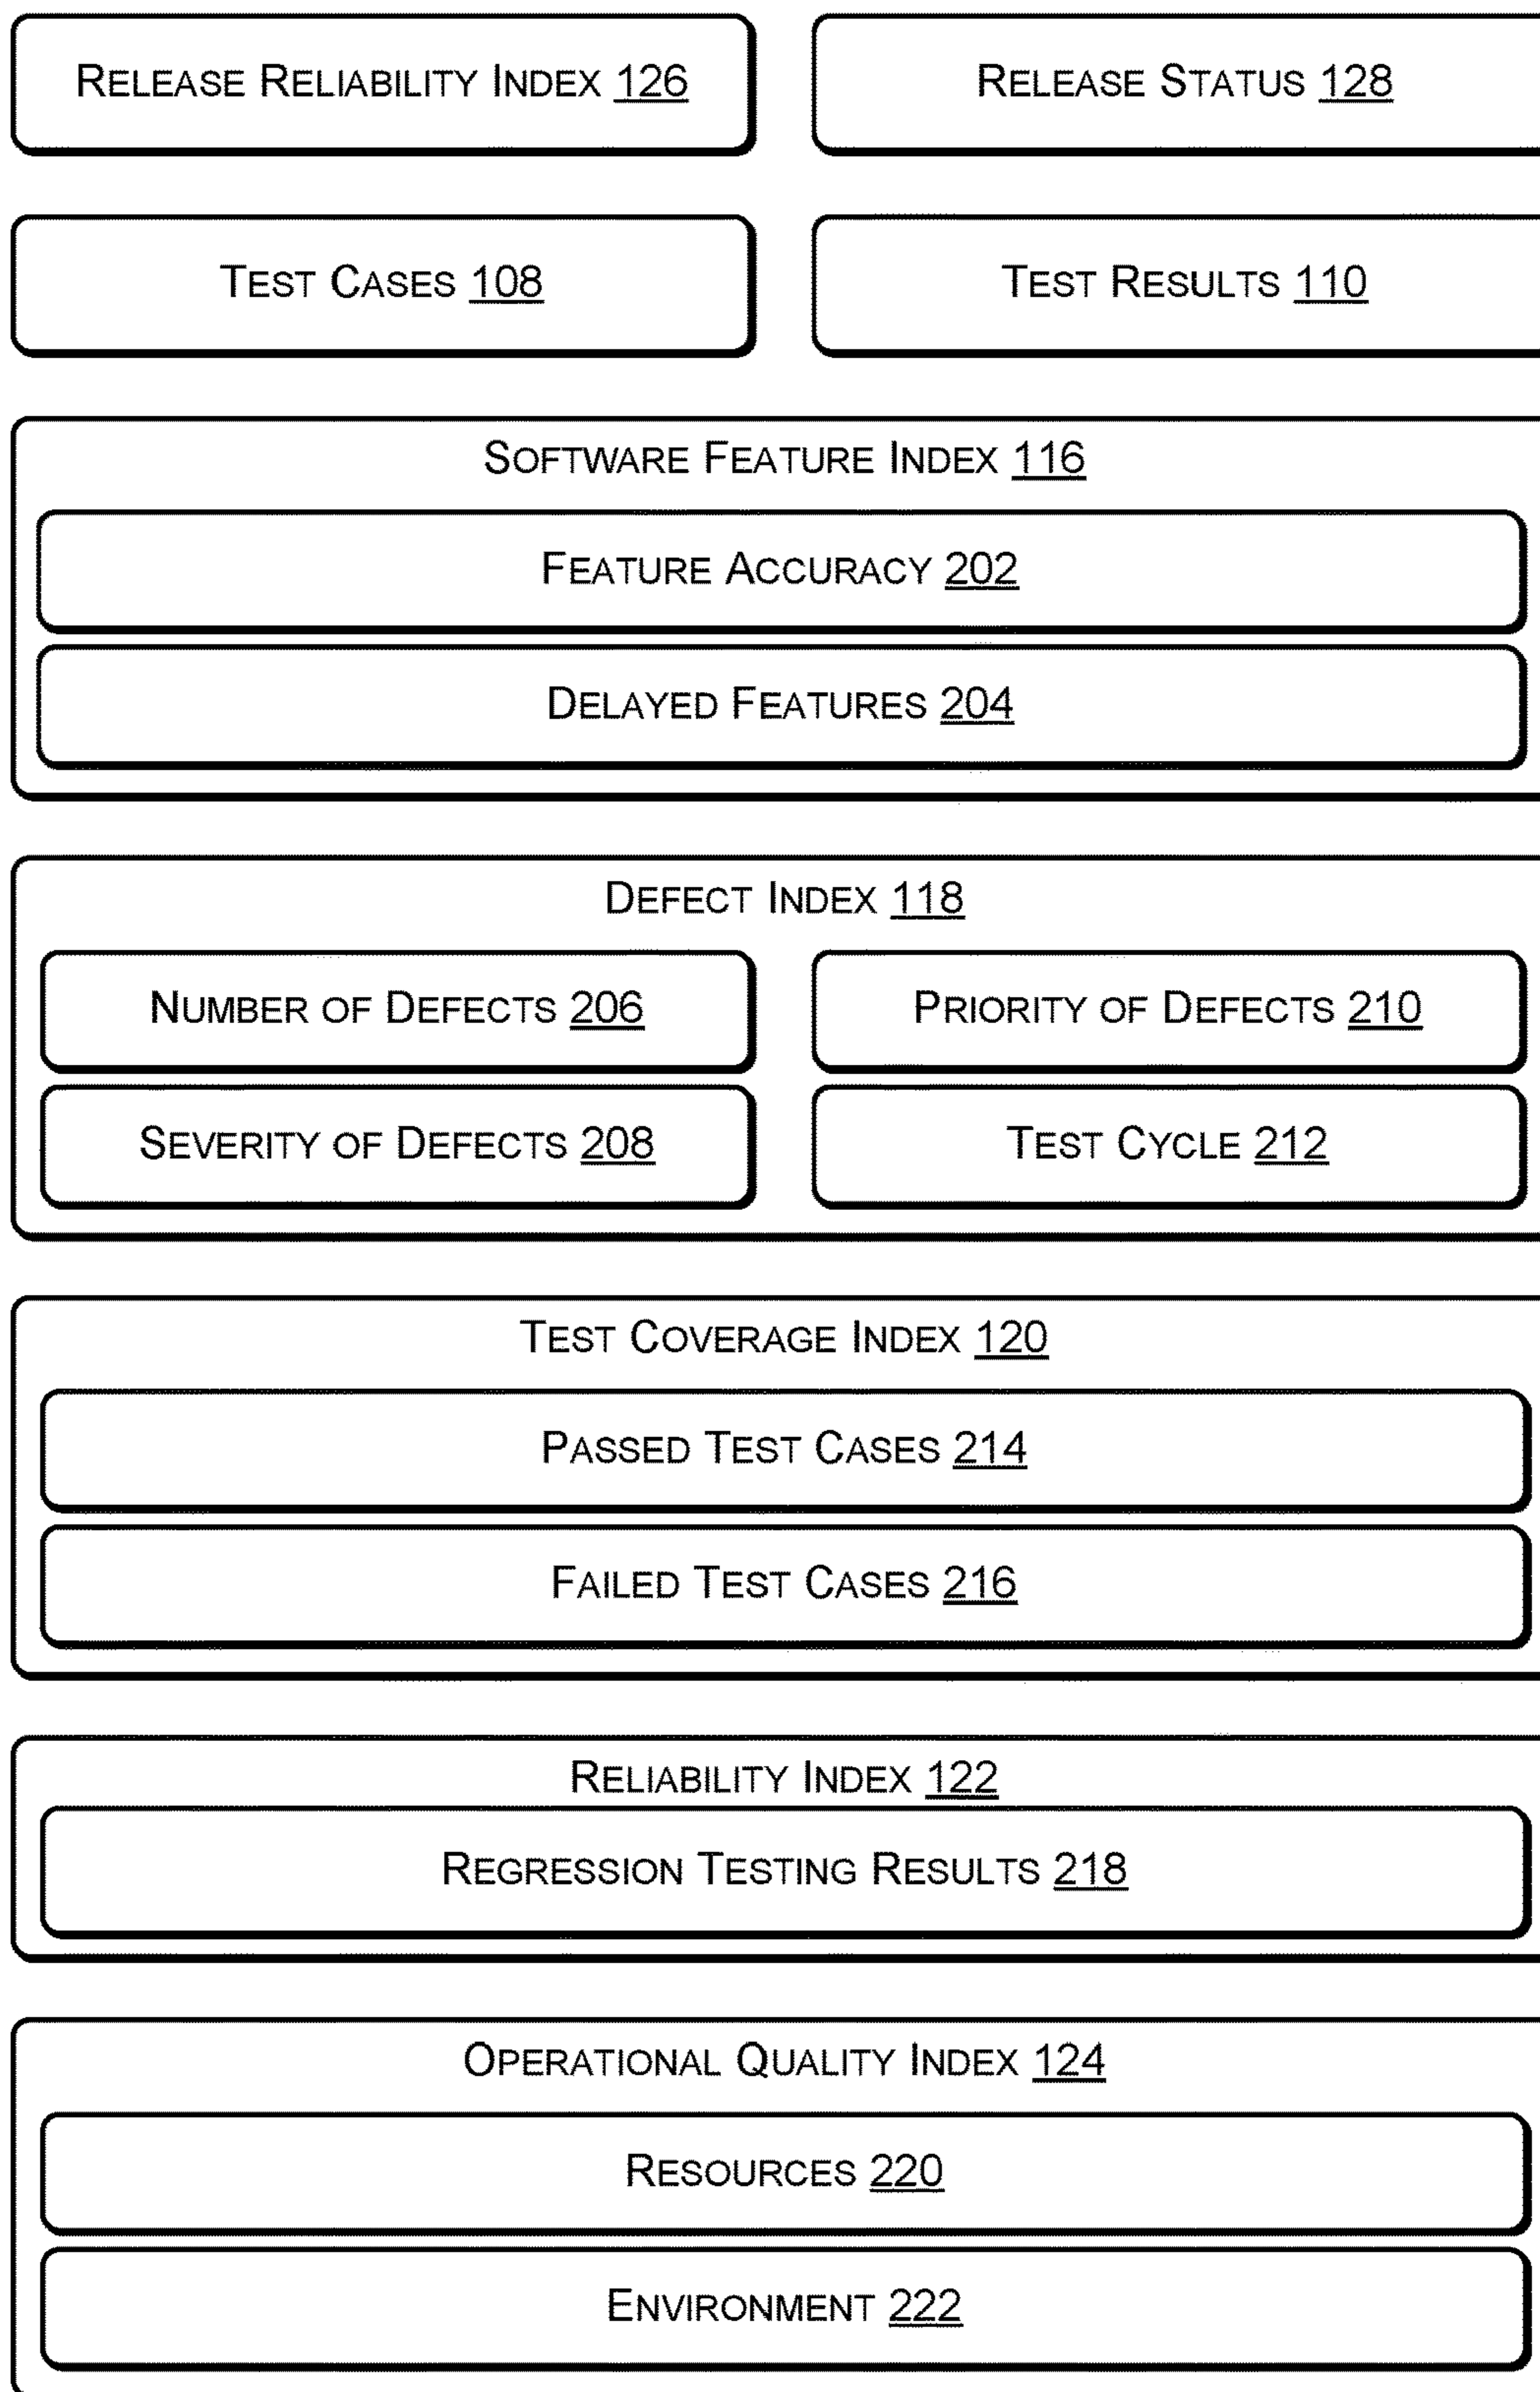 RELEASE RELIABILITY INDEX 126
RELEASE STATUS 128
TEST CASES 108
TEST RESULTS 110
SOFTWARE FEATURE INDEX 116
FEATURE ACCURACY 202
DELAYED FEATURES 204
DEFECT INDEX 118
NUMBER OF DEFECTS 206
PRIORITY OF DEFECTS 210
SEVERITY OF DEFECTS 208
TEST CYCLE 212
TEST COVERAGE INDEX 120
PASSED TEST CASES 214
FAILED TEST CASES 216
RELIABILITY INDEX 122
REGRESSION TESTING RESULTS 218
OPERATIONAL QUALITY INDEX 124
RESOURCES 220
ENVIRONMENT 222